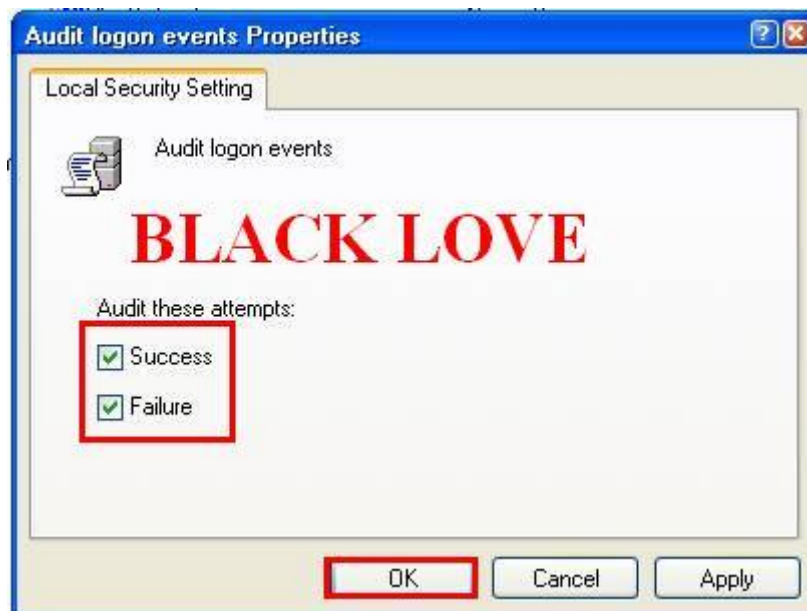 Audit logon events Properties
Local Security Setting
Audit logon events
BLACK LOVE
Audit these attempts:
Success
Failure
OK Cancel Apply